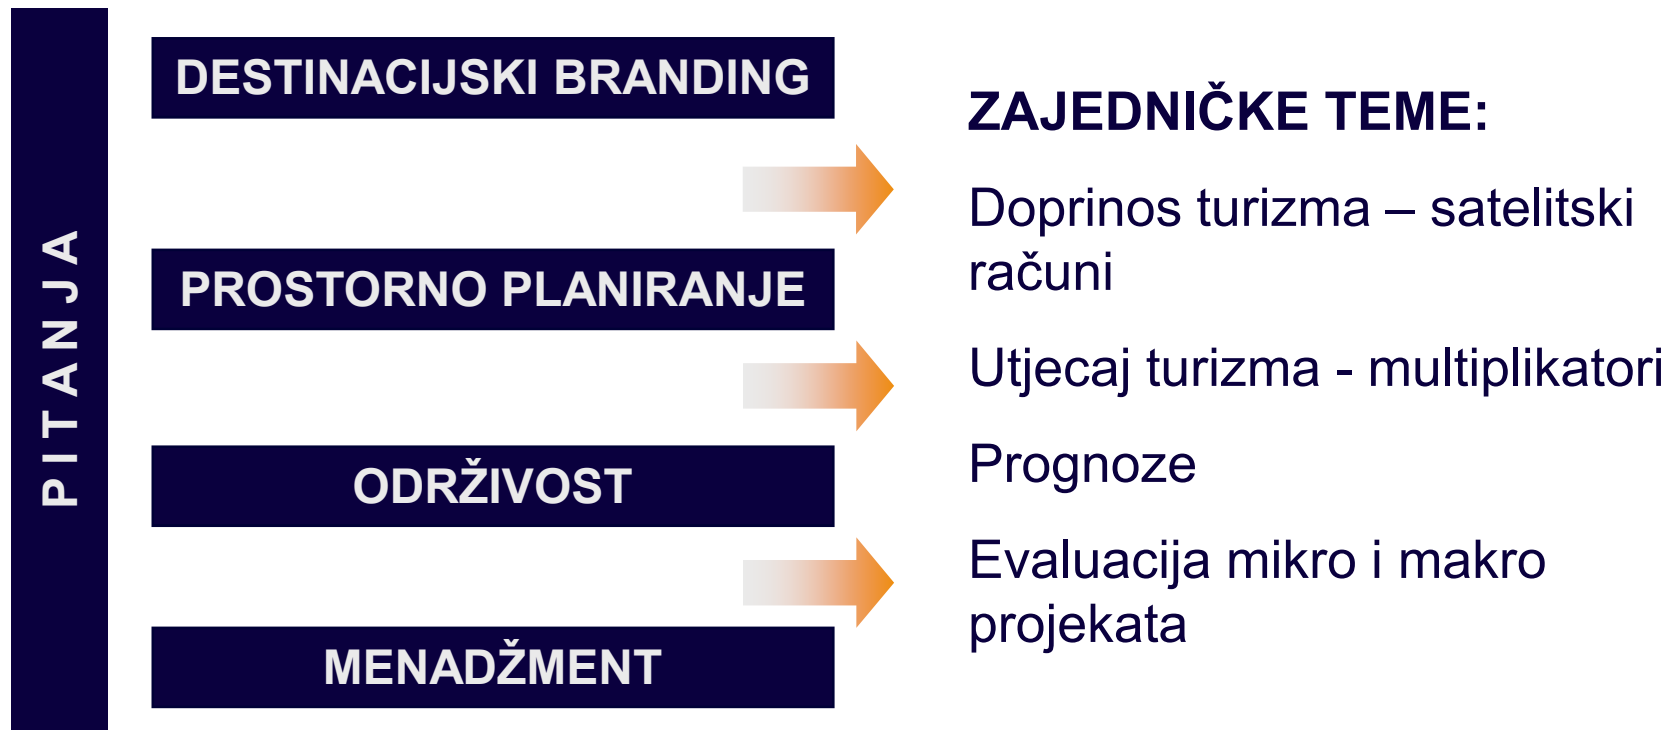 PITANJA
DESTINACIJSKI BRANDING
PROSTORNO PLANIRANJE
ODRŽIVOST
MENADŽMENT
ZAJEDNIČKE TEME:
Doprinos turizma – satelitski
računi
Utjecaj turizma - multiplikatori
Prognoze
Evaluacija mikro i makro
projekata